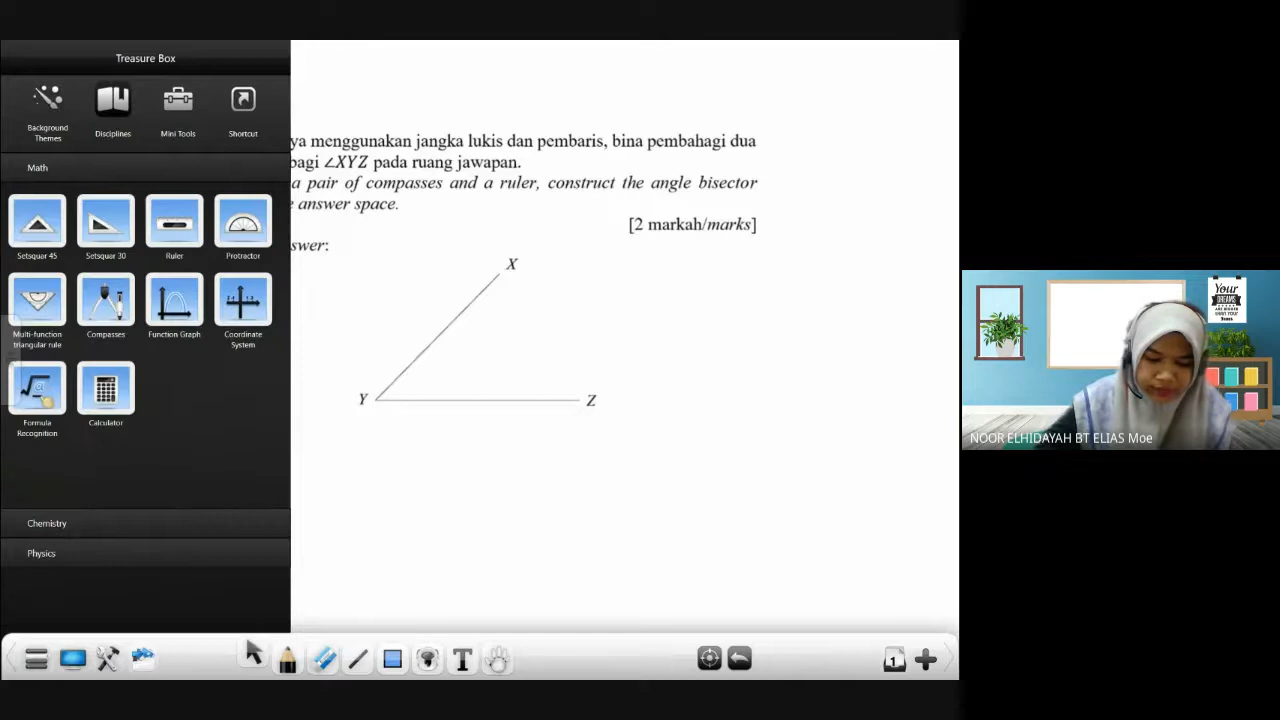 Treasure Box
Background Themes
Disciplines
Mini Tools
Shortcut
Math
Setsquar 45
Setsquar 30
Ruler
Protractor
Multi-function triangular rule
Compasses
Function Graph
Coordinate System
Formula Recognition
Calculator
Chemistry
Physics
ya menggunakan jangka lukis dan pembaris, bina pembahagi dua
bagi ∠XYZ pada ruang jawapan.
a pair of compasses and a ruler, construct the angle bisector
e answer space.
[2 markah/marks]
swer:
X
Y
Z
T
1
Your
DREAMS
NOOR ELHIDAYAH BT ELIAS Moe